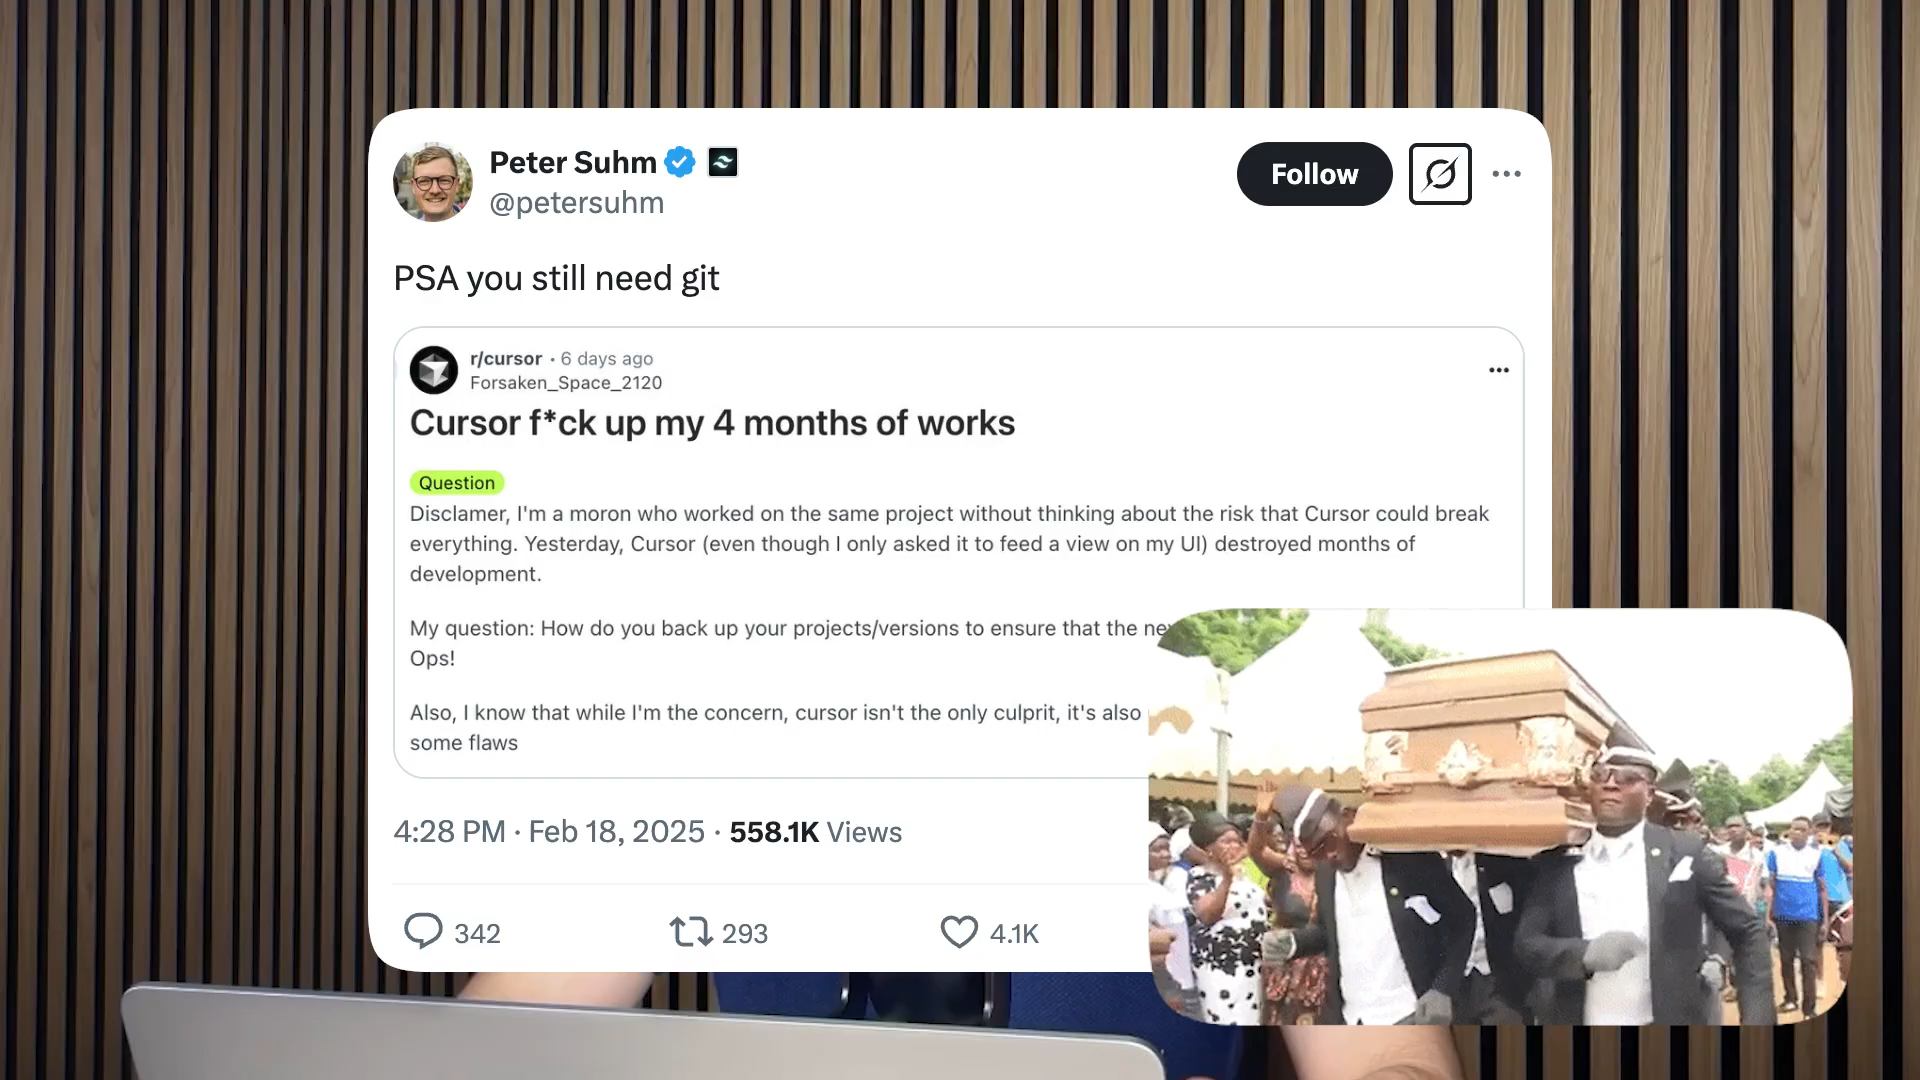 Peter Suhm
@petersuhm
Follow
PSA you still need git
r/cursor · 6 days ago
Forsaken_Space_2120
Cursor f*ck up my 4 months of works
Question
Disclamer, I'm a moron who worked on the same project without thinking about the risk that Cursor could break
everything. Yesterday, Cursor (even though I only asked it to feed a view on my UI) destroyed months of
development.
My question: How do you back up your projects/versions to ensure that the
Ops!
Also, I know that while I'm the concern, cursor isn't the only culprit, it's also
some flaws
4:28 PM · Feb 18, 2025 · 558.1K Views
342
293
4.1K